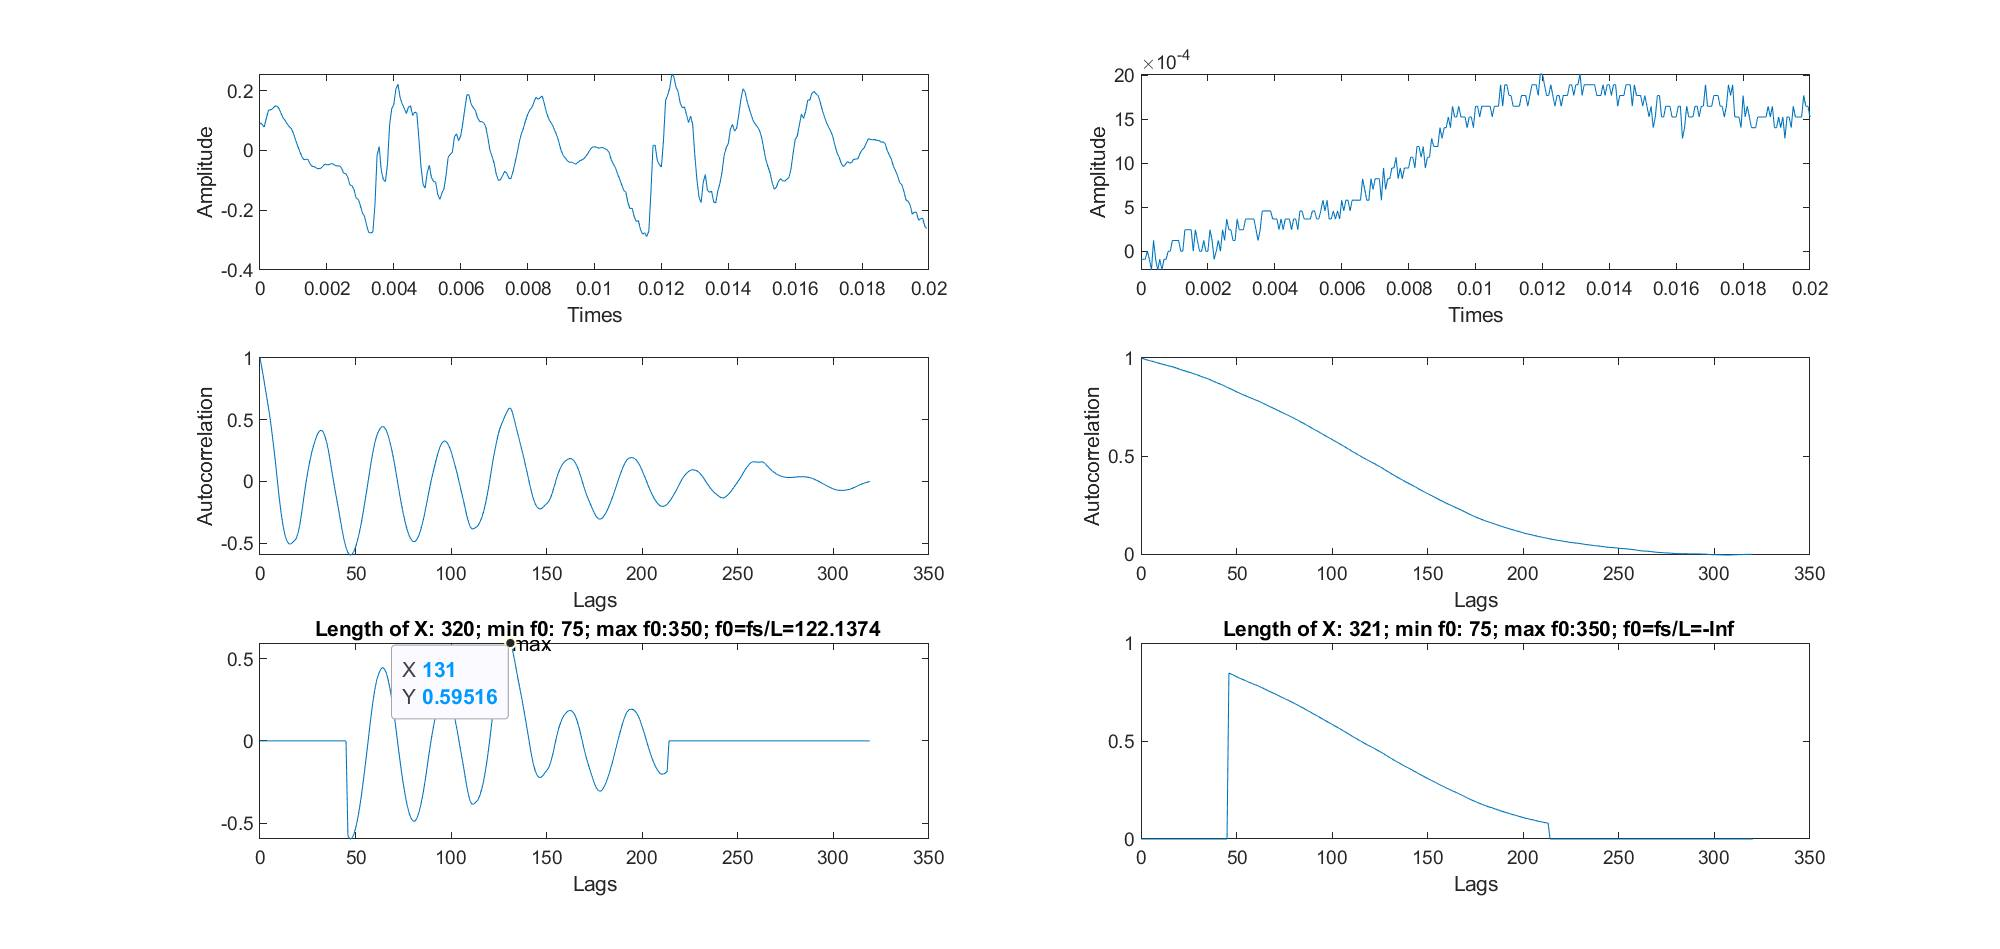 0.2
0
-0.2
-0.4
Amplitude
0 0.002 0.004 0.006 0.008 0.01 0.012 0.014 0.016 0.018 0.02
Times
×10-4
20
15
10
5
0
Amplitude
0 0.002 0.004 0.006 0.008 0.01 0.012 0.014 0.016 0.018 0.02
Times
1
0.5
0
-0.5
Autocorrelation
0 50 100 150 200 250 300 350
Lags
1
0.5
0
Autocorrelation
0 50 100 150 200 250 300 350
Lags
Length of X: 320; min f0: 75; max f0:350; f0=fs/L=122.1374
max
X 131
Y 0.59516
0.5
0
-0.5
0 50 100 150 200 250 300 350
Lags
Length of X: 321; min f0: 75; max f0:350; f0=fs/L=-Inf
1
0.5
0
0 50 100 150 200 250 300 350
Lags